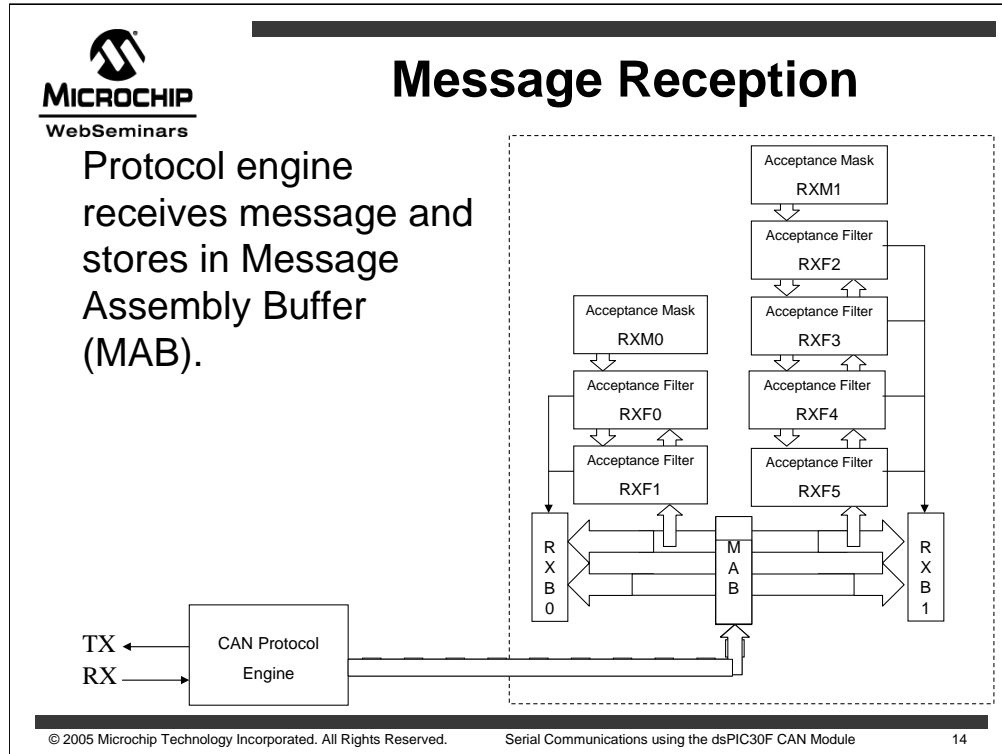 MICROCHIP
WebSeminars
Message Reception
Protocol engine
receives message and
stores in Message
Assembly Buffer
(MAB).
Acceptance Mask
RXM1
Acceptance Filter
RXF2
Acceptance Filter
RXF3
Acceptance Filter
RXF4
Acceptance Filter
RXF5
Acceptance Mask
RXM0
Acceptance Filter
RXF0
Acceptance Filter
RXF1
R
X
B
0
M
A
B
R
X
B
1
TX
RX
CAN Protocol
Engine
© 2005 Microchip Technology Incorporated. All Rights Reserved.
Serial Communications using the dsPIC30F CAN Module
14